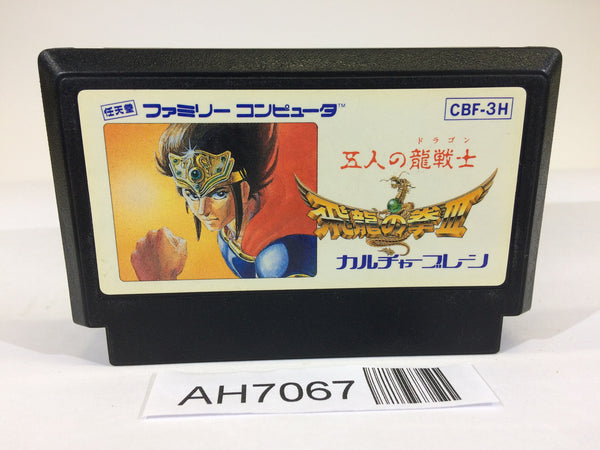 任天堂 ファミリーコンピュータ™
CBF-3H
ドラゴン
五人の龍戦士
飛龍の拳III
カルチャーブレーン
AH7067